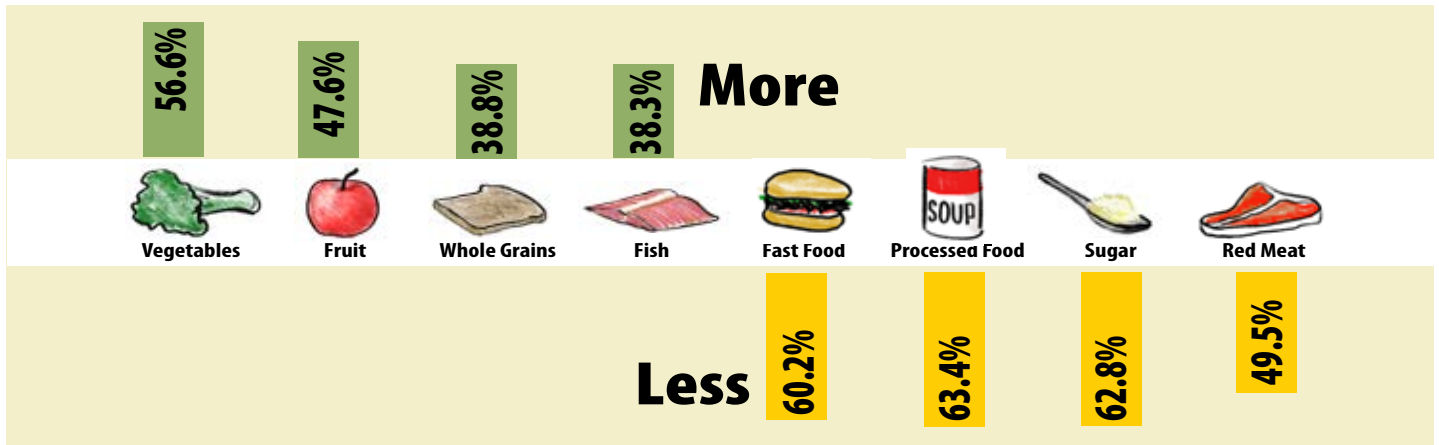 56.6%
47.6%
38.8%
38.3%
More
SOUP
Vegetables
Fruit
Whole Grains
Fish
Fast Food
Processed Food
Sugar
Red Meat
Less
60.2%
63.4%
62.8%
49.5%